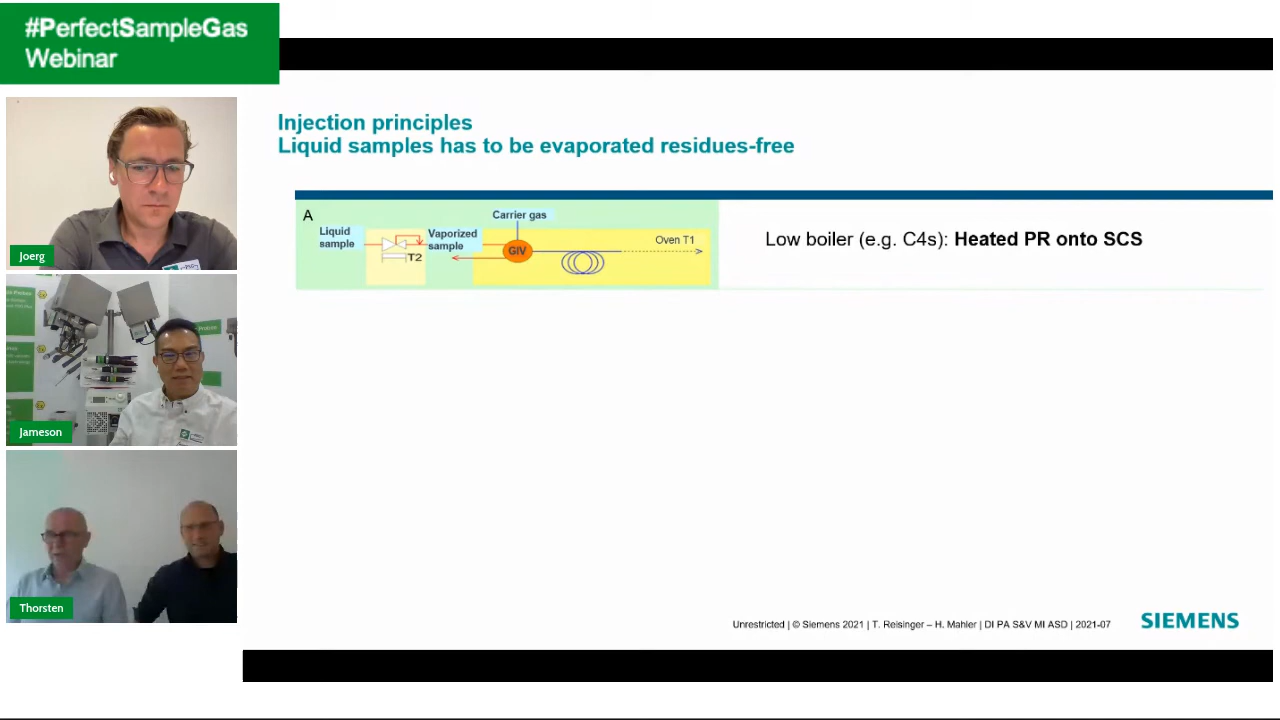 #PerfectSampleGas
Webinar
Joerg
Jameson
Thorsten
Injection principles
Liquid samples has to be evaporated residues-free
A
Liquid
sample
T2
Vaporized
sample
Carrier gas
GIV
Oven T1
Low boiler (e.g. C4s): Heated PR onto SCS
Unrestricted | © Siemens 2021 | T. Reisinger – H. Mahler | DI PA S&V MI ASD | 2021-07
SIEMENS